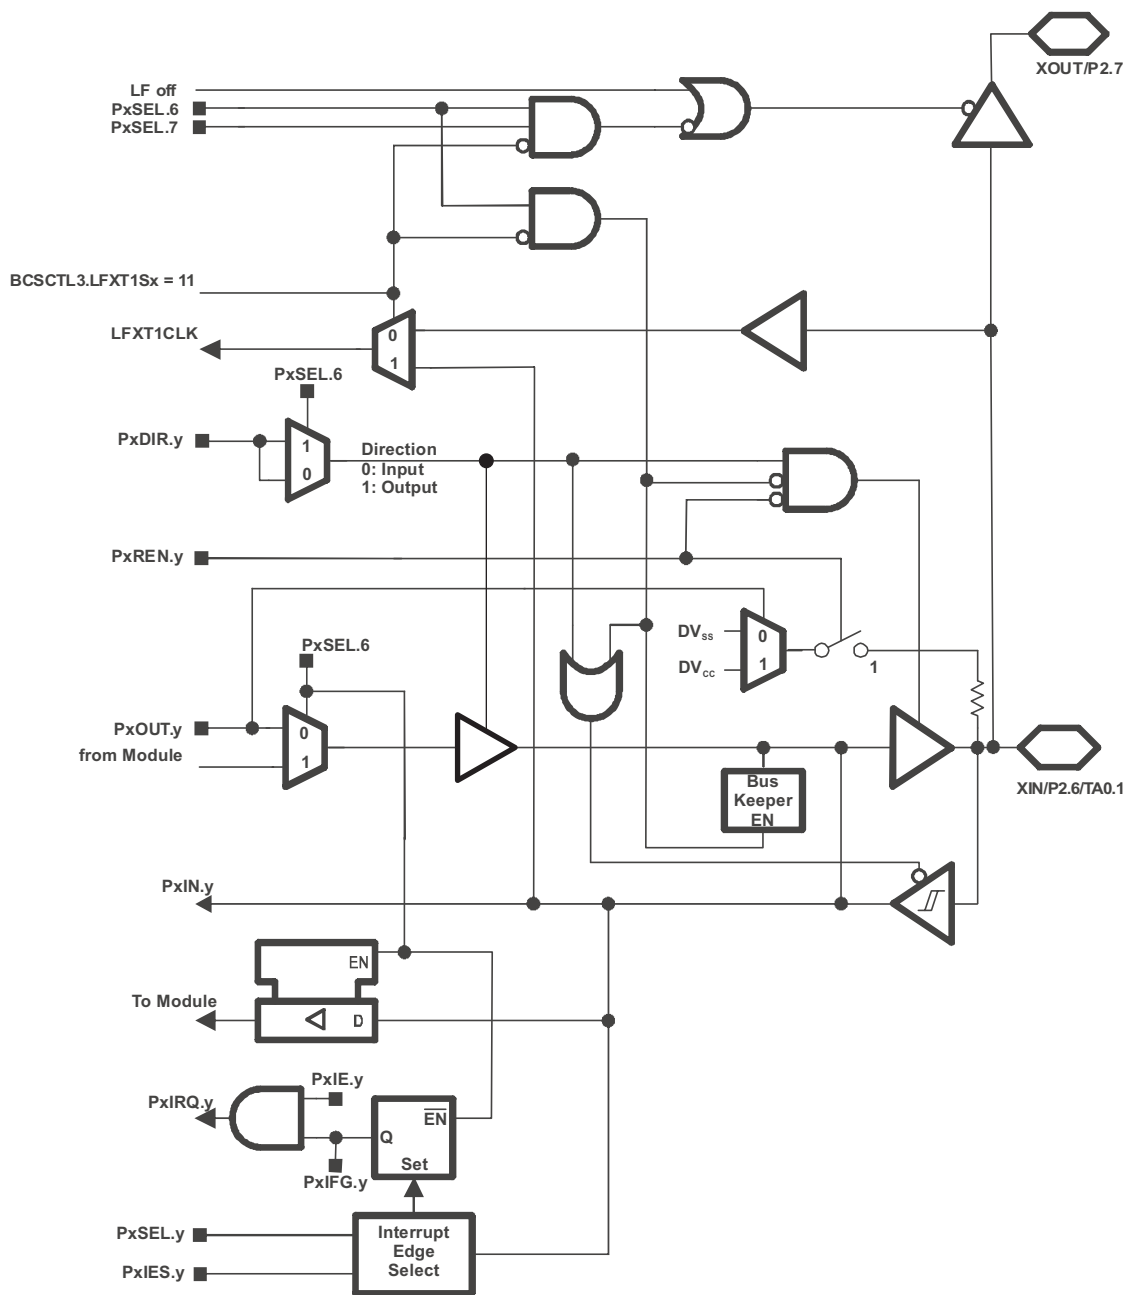 XOUT/P2.7
LF off
PxSEL.6
PxSEL.7
BCSCTL3.LFXT1Sx = 11
LFXT1CLK
0
1
PxSEL.6
PxDIR.y
1
0
Direction
0: Input
1: Output
PxREN.y
DVSS
0
DVCC
1
1
PxSEL.6
PxOUT.y
0
from Module
1
Bus
Keeper
EN
XIN/P2.6/TA0.1
PxIN.y
EN
To Module
D
PxIE.y
PxIRQ.y
EN
Q
Set
PxIFG.y
PxSEL.y
Interrupt
Edge
Select
PxIES.y